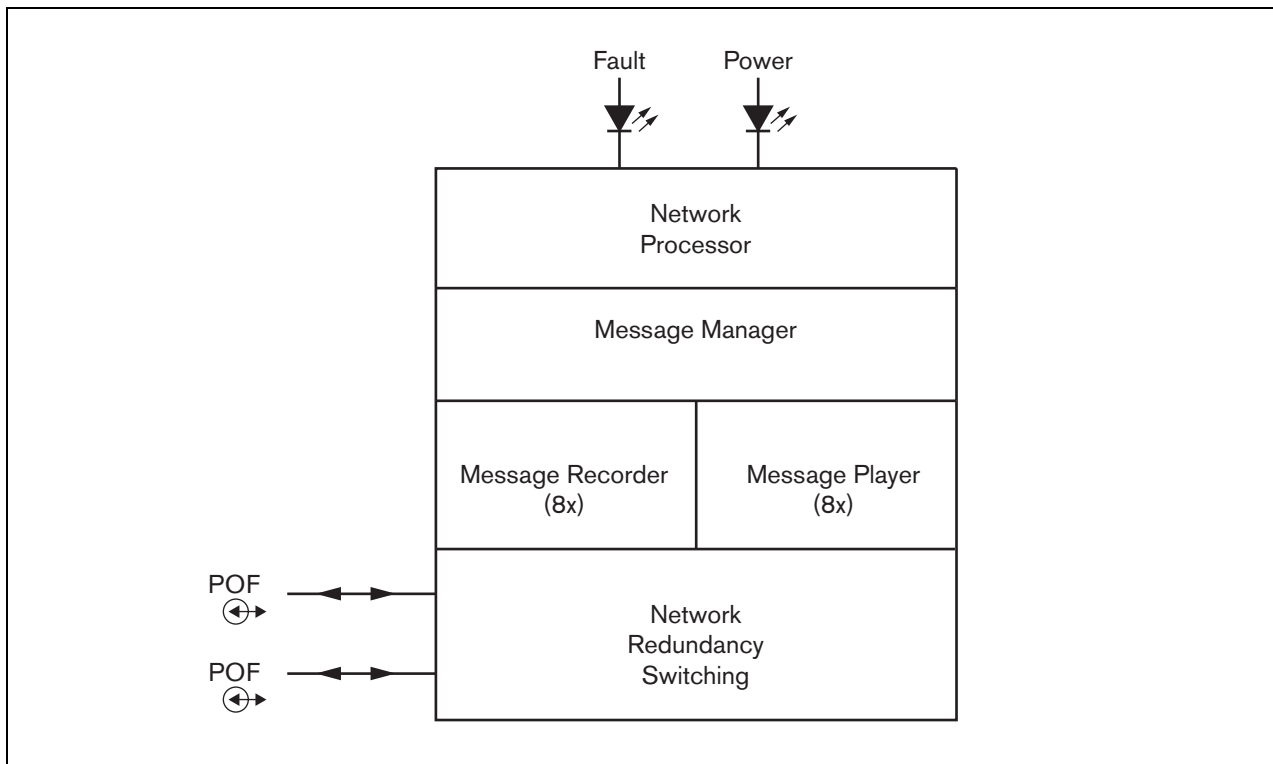 Fault
Power
Network
Processor
Message Manager
Message Recorder
(8x)
Message Player
(8x)
POF
POF
Network
Redundancy
Switching